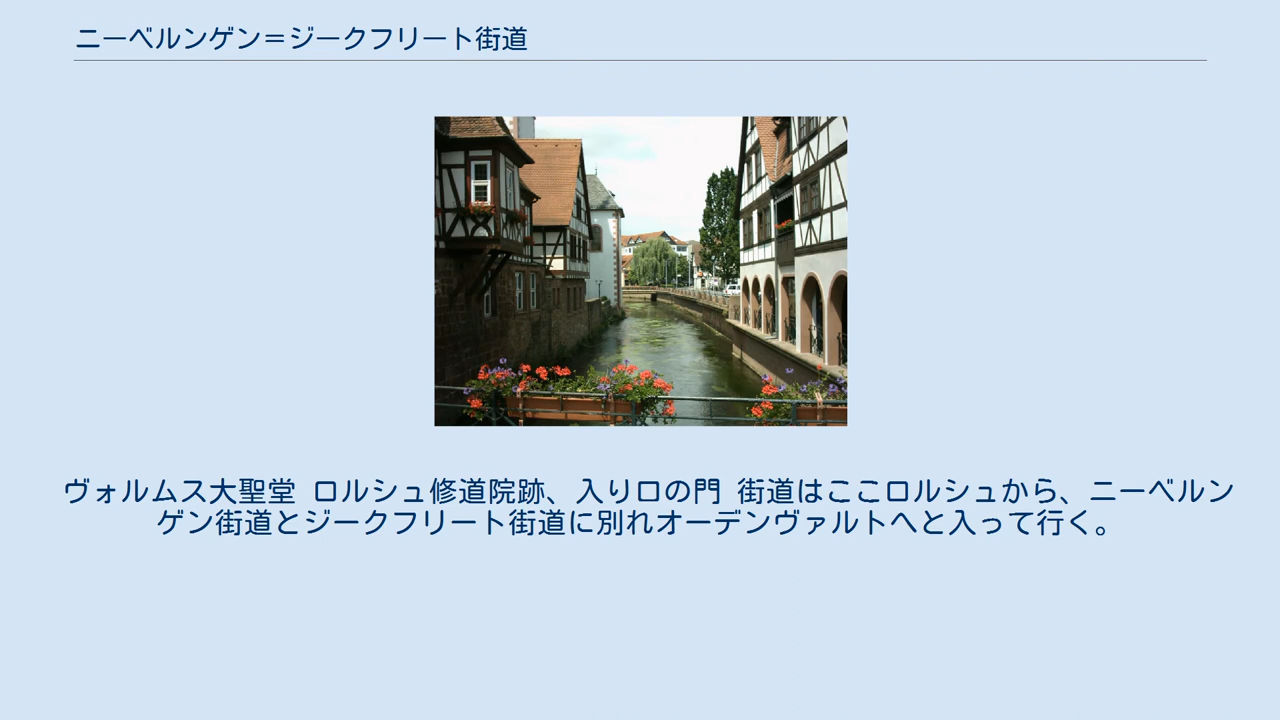 ニーベルンゲン＝ジークフリート街道
ヴォルムス大聖堂 ロルシュ修道院跡、入り口の門 街道はここロルシュから、ニーベルン
ゲン街道とジークフリート街道に別れオーデンヴァルトへと入って行く。